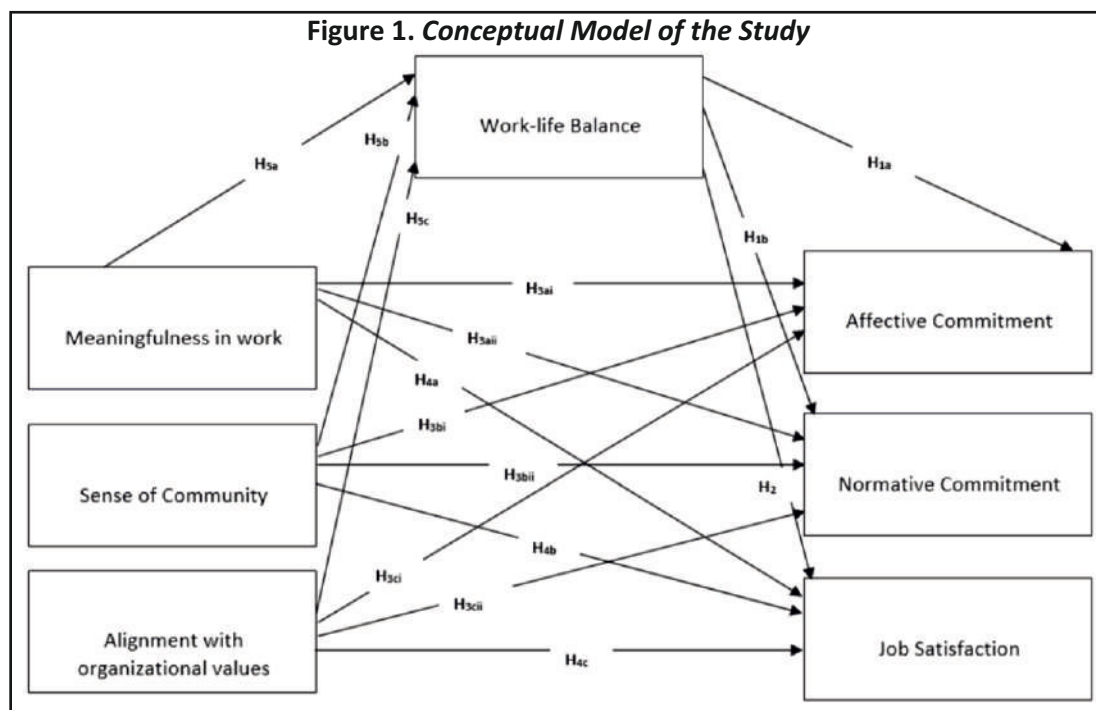 Figure 1. Conceptual Model of the Study
Work-life Balance
H5a
H5b
H5c
H1a
H1b
Meaningfulness in work
H3ai
H3aii
H4a
Affective Commitment
Sense of Community
H3bi
H3bii
H2
Normative Commitment
H4b
H3ci
H3cii
Alignment with
organizational values
H4c
Job Satisfaction